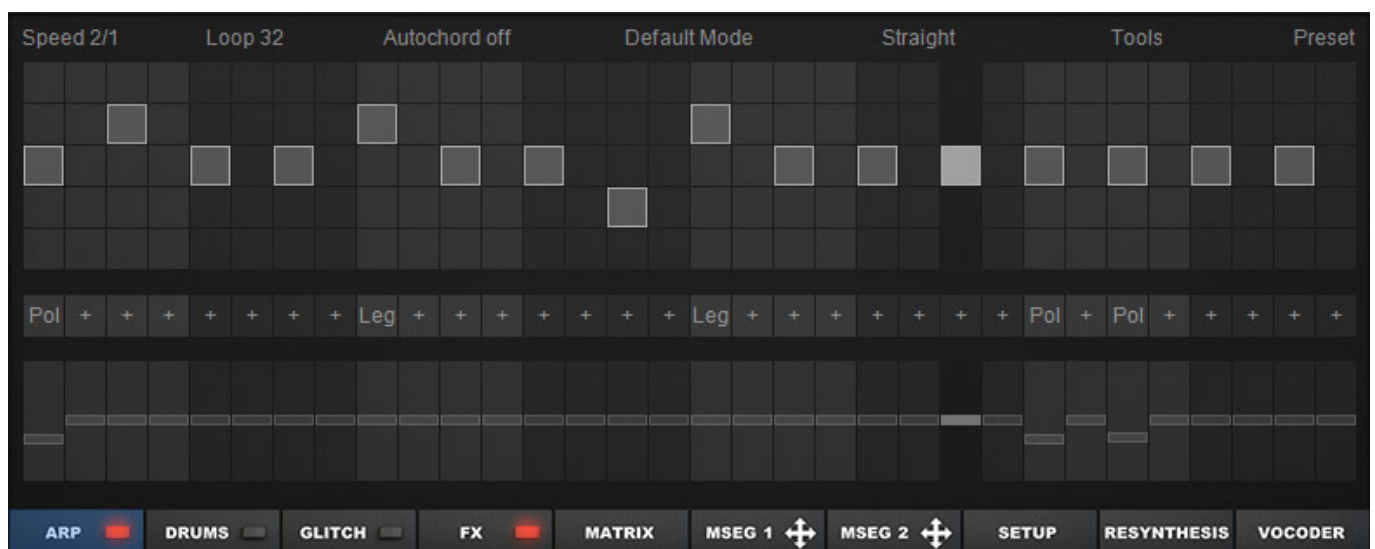 Speed 2/1 Loop 32 Autochord off Default Mode Straight Tools Preset
Pol + + + + + + + Leg + + + + + + + Leg + + + + + + + Pol + Pol + + + + +
ARP DRUMS GLITCH FX MATRIX MSEG 1 MSEG 2 SETUP RESYNTHESIS VOCODER